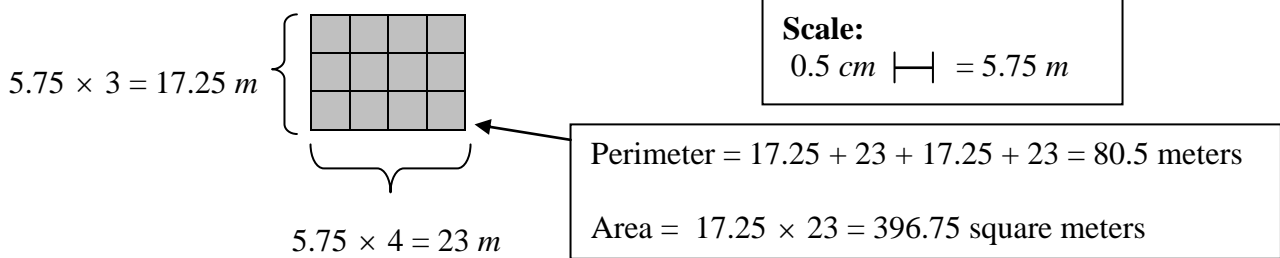 Scale:
0.5 cm = 5.75 m
5.75 × 3 = 17.25 m
Perimeter = 17.25 + 23 + 17.25 + 23 = 80.5 meters
Area = 17.25 × 23 = 396.75 square meters
5.75 × 4 = 23 m